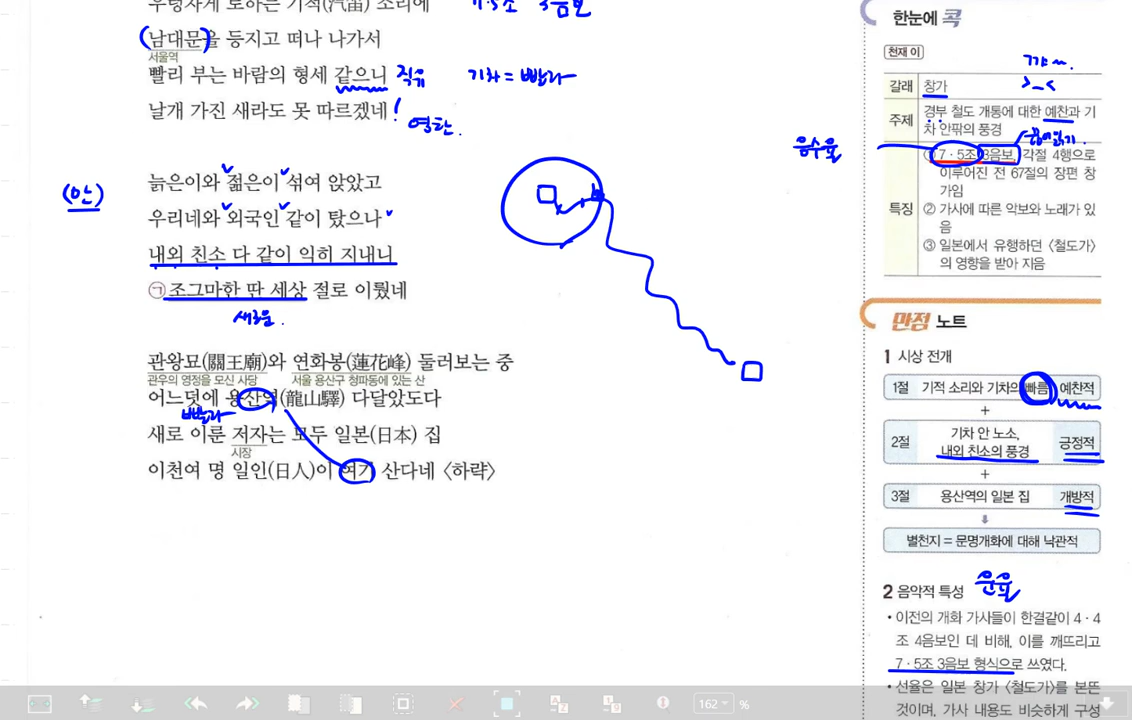 우렁차게 토하는 기적(汽笛) 소리에 7·5조 3음보
남대문을 등지고 떠나 나가서
서울역
빨리 부는 바람의 형세 같으니 직유 기차 = 빠르다
날개 가진 새라도 못 따르겠네! 영탄.
늙은이와 젊은이 섞여 앉았고
(안) 우리네와 외국인 같이 탔으나
내외 친소 다 같이 익히 지내니
㉠ 조그마한 딴 세상 절로 이뤘네
새로운.
관왕묘(關王廟)와 연화봉(蓮花峰) 둘러보는 중
관우의 영정을 모신 사당 서울 용산구 청파동에 있는 산
어느덧에 용산역(龍山驛) 다달았도다
빠르다
새로 이룬 저자는 모두 일본(日本) 집
시장
이천여 명 일인(日人)이 여기 산다네 〈하략〉
한눈에 콕
천재 이
갈래 창가
주제 경부 철도 개통에 대한 예찬과 기
차 안팎의 풍경
끊어읽기
음수율
특징 ① 7·5조 3음보, 각절 4행으로
이루어진 전 67절의 장편 창
가임
② 가사에 따른 악보와 노래가 있
음
③ 일본에서 유행하던 〈철도가〉
의 영향을 받아 지음
만점 노트
1 시상 전개
1절 기적 소리와 기차의 빠름 예찬적
+
2절 기차 안 노소,
내외 친소의 풍경 긍정적
+
3절 용산역의 일본 집 개방적
별천지 = 문명개화에 대해 낙관적
2 음악적 특성 운율
• 이전의 개화 가사들이 한결같이 4·4
조 4음보인 데 비해, 이를 깨뜨리고
7·5조 3음보 형식으로 쓰였다.
• 선율은 일본 창가 〈철도가〉를 본뜬
것이며, 가사 내용도 비슷하게 구성
162 %